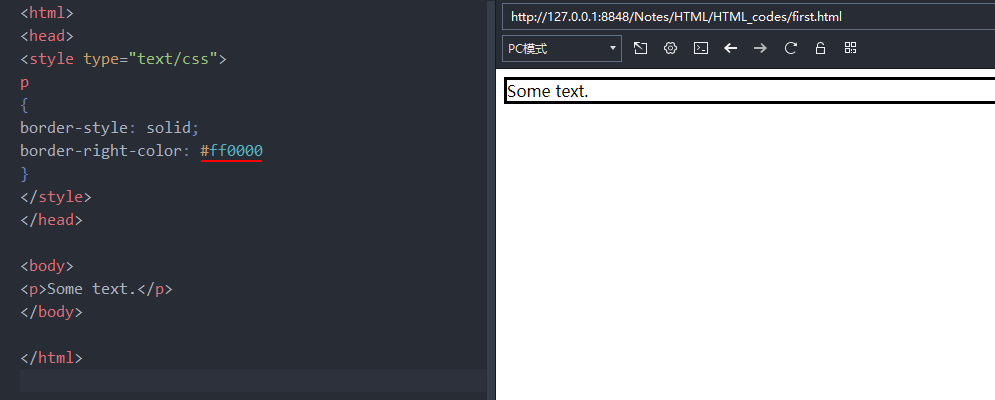 <html>
<head>
<style type="text/css">
p
{
border-style: solid;
border-right-color: #ff0000
}
</style>
</head>
<body>
<p>Some text.</p>
</body>
</html>
http://127.0.0.1:8848/Notes/HTML/HTML_codes/first.html
PC模式
Some text.